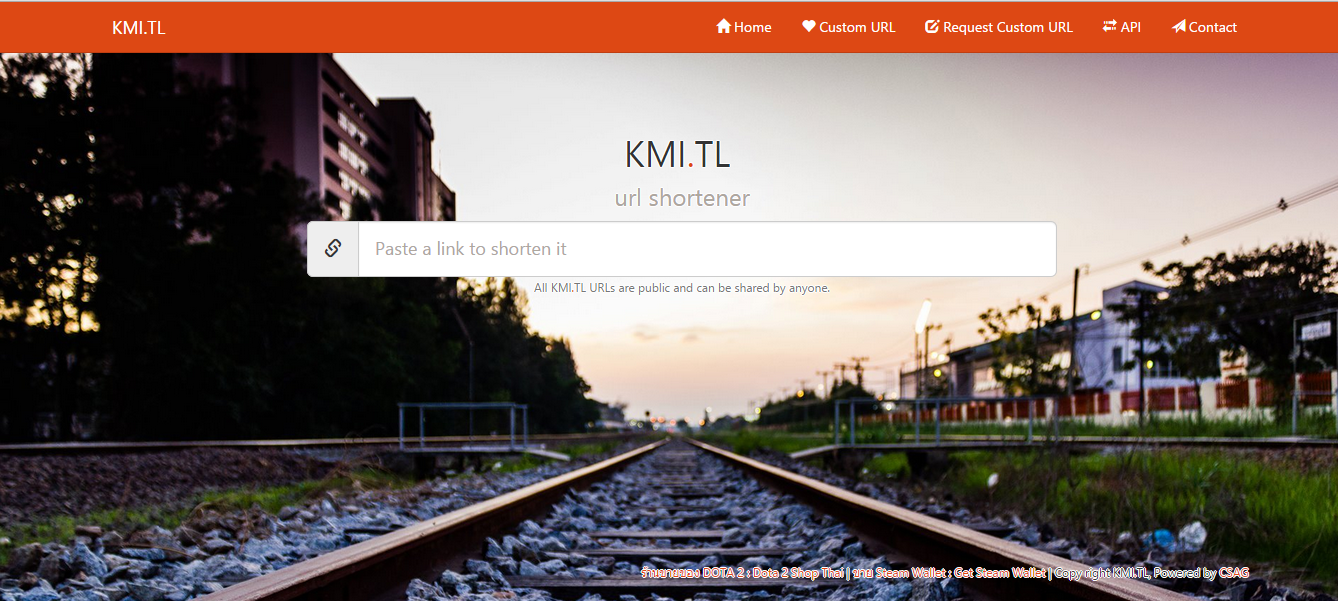 KMI.TL
Home
Custom URL
Request Custom URL
API
Contact
KMI.TL
url shortener
Paste a link to shorten it
All KMI.TL URLs are public and can be shared by anyone.
ร้านขายของ DOTA 2 : Dota 2 Shop Thai | ขาย Steam Wallet : Get Steam Wallet | Copy right KMI.TL, Powered by CSAG